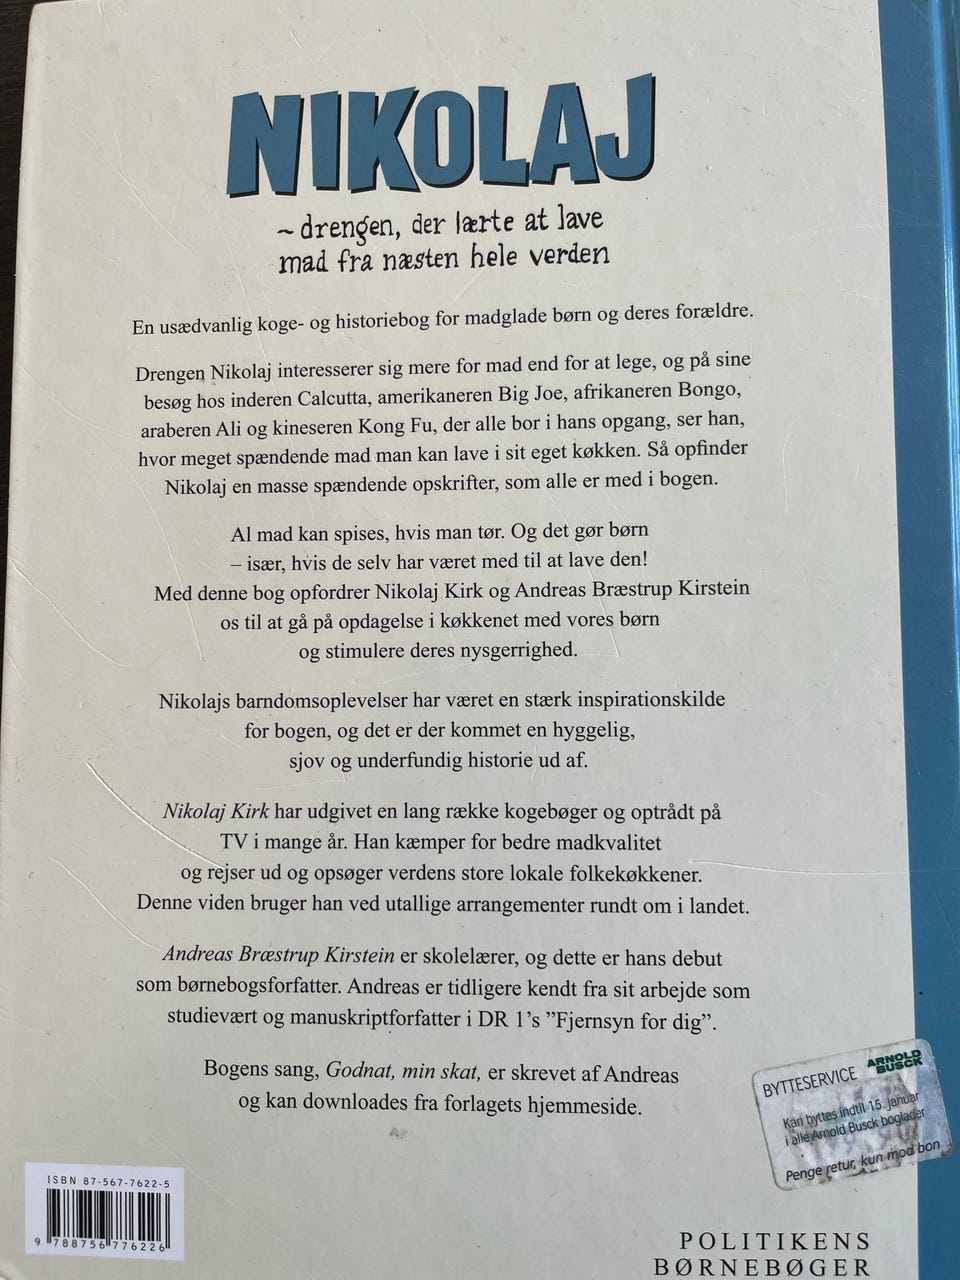 NIKOLAJ
~ drengen, der lærte at lave
mad fra næsten hele verden
En usædvanlig koge- og historiebog for madglade børn og deres forældre.
Drengen Nikolaj interesserer sig mere for mad end for at lege, og på sine
besøg hos inderen Calcutta, amerikaneren Big Joe, afrikaneren Bongo,
araberen Ali og kineseren Kong Fu, der alle bor i hans opgang, ser han,
hvor meget spændende mad man kan lave i sit eget køkken. Så opfinder
Nikolaj en masse spændende opskrifter, som alle er med i bogen.
Al mad kan spises, hvis man tør. Og det gør børn
– især, hvis de selv har været med til at lave den!
Med denne bog opfordrer Nikolaj Kirk og Andreas Bræstrup Kirstein
os til at gå på opdagelse i køkkenet med vores børn
og stimulere deres nysgerrighed.
Nikolajs barndomsoplevelser har været en stærk inspirationskilde
for bogen, og det er der kommet en hyggelig,
sjov og underfundig historie ud af.
Nikolaj Kirk har udgivet en lang række kogebøger og optrådt på
TV i mange år. Han kæmper for bedre madkvalitet
og rejser ud og opsøger verdens store lokale folkekøkkener.
Denne viden bruger han ved utallige arrangementer rundt om i landet.
Andreas Bræstrup Kirstein er skolelærer, og dette er hans debut
som børnebogsforfatter. Andreas er tidligere kendt fra sit arbejde som
studievært og manuskriptforfatter i DR 1's ”Fjernsyn for dig”.
Bogens sang, Godnat, min skat, er skrevet af Andreas
og kan downloades fra forlagets hjemmeside.
BYTTESERVICE
ARNOLD
BUSCK
Kan byttes indtil 15. januar
i alle Arnold Busck boglader
Penge retur, kun mod bon
ISBN 87-567-7622-5
9 788756 776226
POLITIKENS
BØRNEBØGER